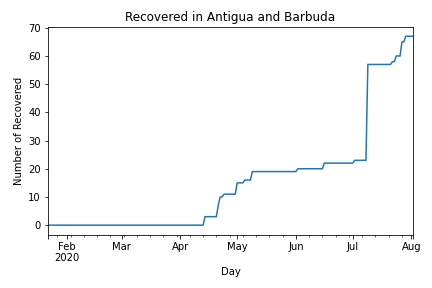 Recovered in Antigua and Barbuda
70
60
50
40
30
20
10
0
Number of Recovered
Feb Mar Apr May Jun Jul Aug
2020
Day